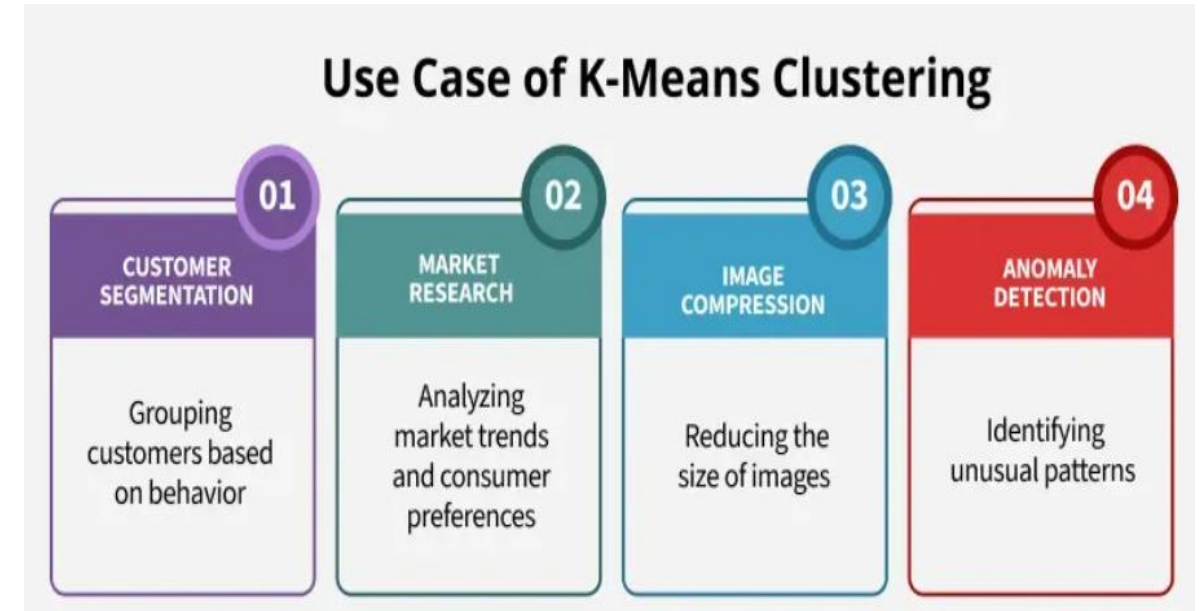 Use Case of K-Means Clustering
01
CUSTOMER
SEGMENTATION
Grouping
customers based
on behavior
02
MARKET
RESEARCH
Analyzing
market trends
and consumer
preferences
03
IMAGE
COMPRESSION
Reducing the
size of images
04
ANOMALY
DETECTION
Identifying
unusual patterns